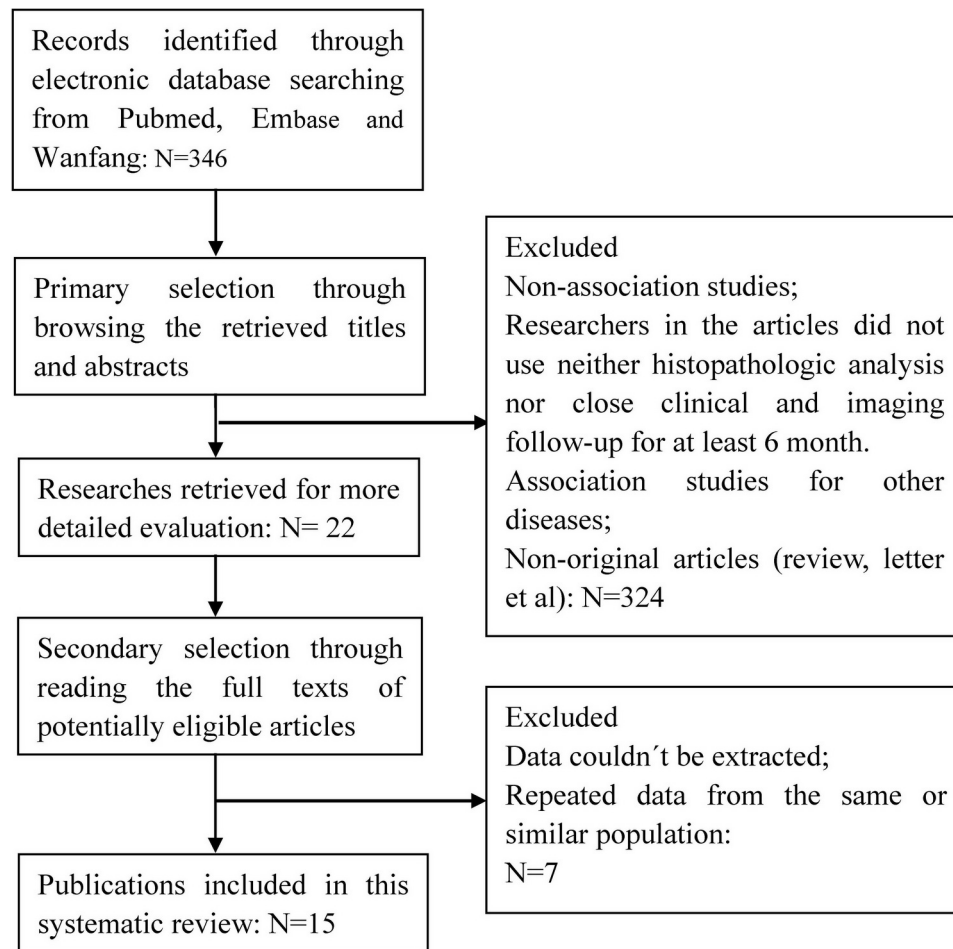 Records identified through
electronic database searching
from Pubmed, Embase and
Wanfang: N=346
Primary selection through
browsing the retrieved titles
and abstracts
Excluded
Non-association studies;
Researchers in the articles did not
use neither histopathologic analysis
nor close clinical and imaging
follow-up for at least 6 month.
Association studies for other
diseases;
Non-original articles (review, letter
et al): N=324
Researches retrieved for more
detailed evaluation: N= 22
Secondary selection through
reading the full texts of
potentially eligible articles
Excluded
Data couldn´t be extracted;
Repeated data from the same or
similar population:
N=7
Publications included in this
systematic review: N=15